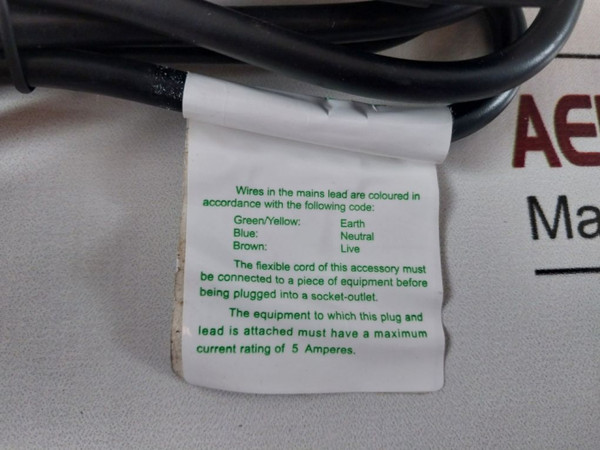 Wires in the mains lead are coloured in
accordance with the following code:
Green/Yellow: Earth
Blue: Neutral
Brown: Live
The flexible cord of this accessory must
be connected to a piece of equipment before
being plugged into a socket-outlet.
The equipment to which this plug and
lead is attached must have a maximum
current rating of 5 Amperes.
Ma